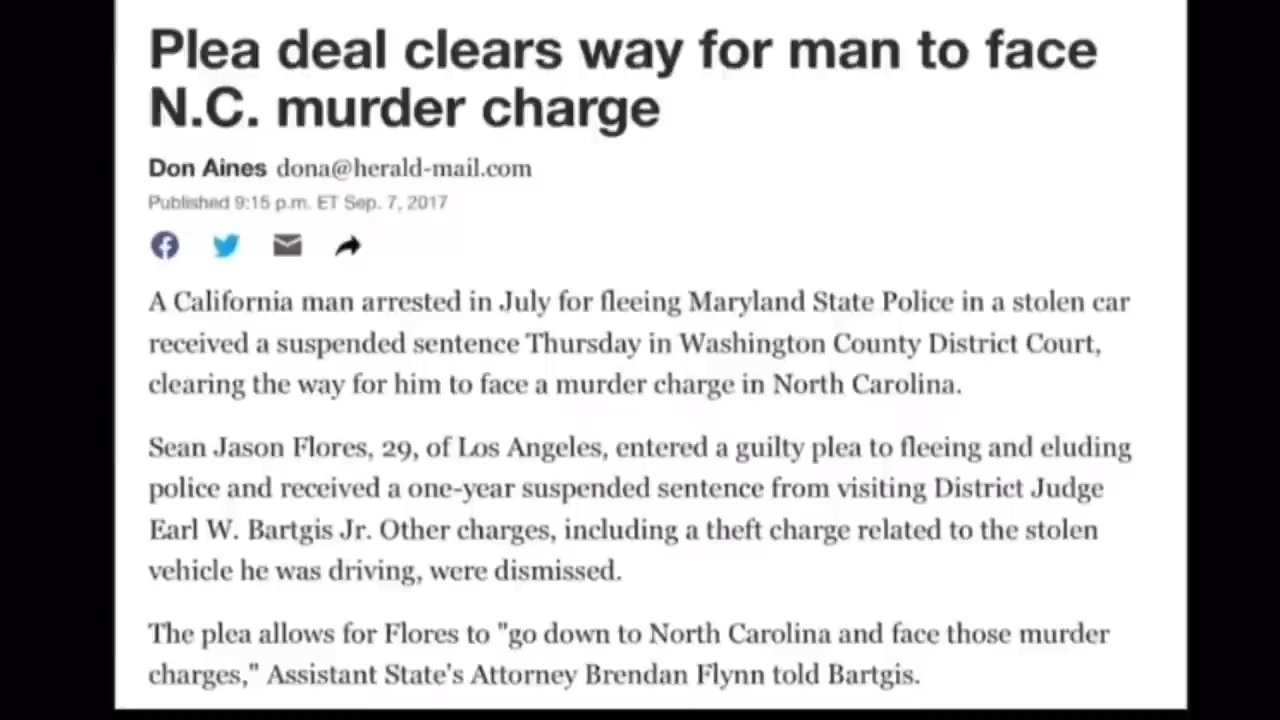 Plea deal clears way for man to face
N.C. murder charge
Don Aines dona@herald-mail.com
Published 9:15 p.m. ET Sep. 7, 2017
A California man arrested in July for fleeing Maryland State Police in a stolen car
received a suspended sentence Thursday in Washington County District Court,
clearing the way for him to face a murder charge in North Carolina.
Sean Jason Flores, 29, of Los Angeles, entered a guilty plea to fleeing and eluding
police and received a one-year suspended sentence from visiting District Judge
Earl W. Bartgis Jr. Other charges, including a theft charge related to the stolen
vehicle he was driving, were dismissed.
The plea allows for Flores to "go down to North Carolina and face those murder
charges," Assistant State's Attorney Brendan Flynn told Bartgis.